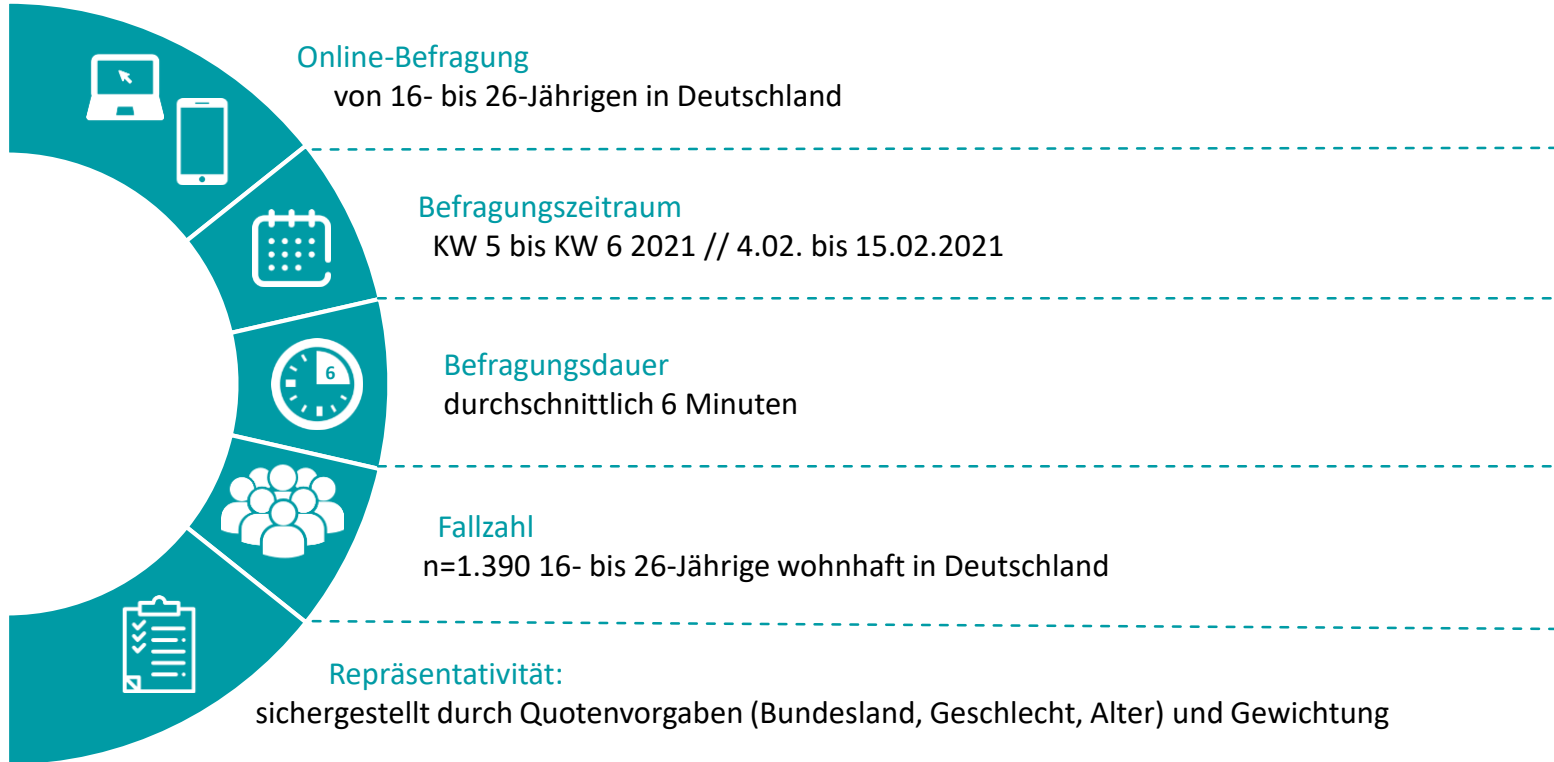 Online-Befragung
von 16- bis 26-Jährigen in Deutschland
Befragungszeitraum
KW 5 bis KW 6 2021 // 4.02. bis 15.02.2021
6
Befragungsdauer
durchschnittlich 6 Minuten
Fallzahl
n=1.390 16- bis 26-Jährige wohnhaft in Deutschland
Repräsentativität:
sichergestellt durch Quotenvorgaben (Bundesland, Geschlecht, Alter) und Gewichtung